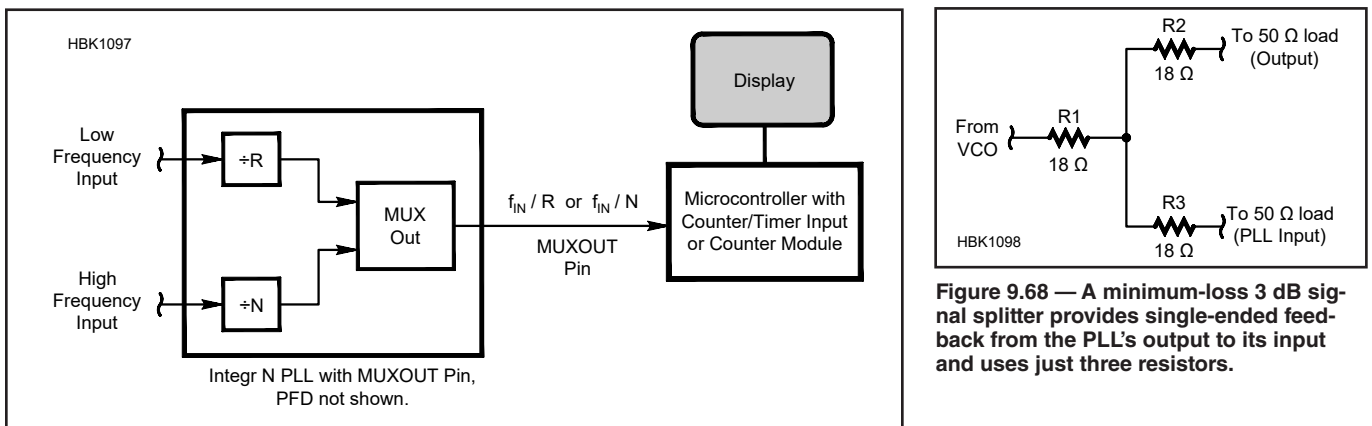 HBK1097
Low
Frequency
Input
÷R
High
Frequency
Input
÷N
MUX
Out
f_IN / R or f_IN / N
MUXOUT
Pin
Display
Microcontroller with
Counter/Timer Input
or Counter Module
Integr N PLL with MUXOUT Pin,
PFD not shown.
From
VCO
R1
18 Ω
R2
18 Ω
To 50 Ω load
(Output)
R3
18 Ω
To 50 Ω load
(PLL Input)
HBK1098
Figure 9.68 — A minimum-loss 3 dB sig-
nal splitter provides single-ended feed-
back from the PLL’s output to its input
and uses just three resistors.